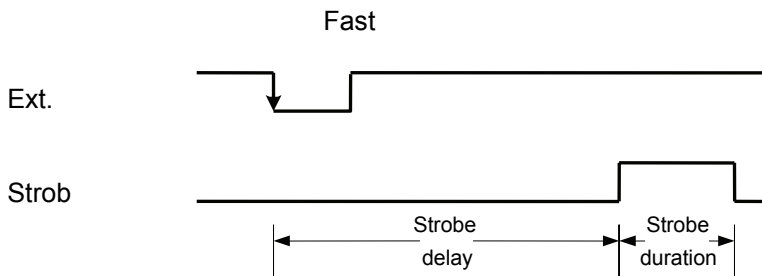 Fast
Ext.
Strob
Strobe
delay
Strobe
duration